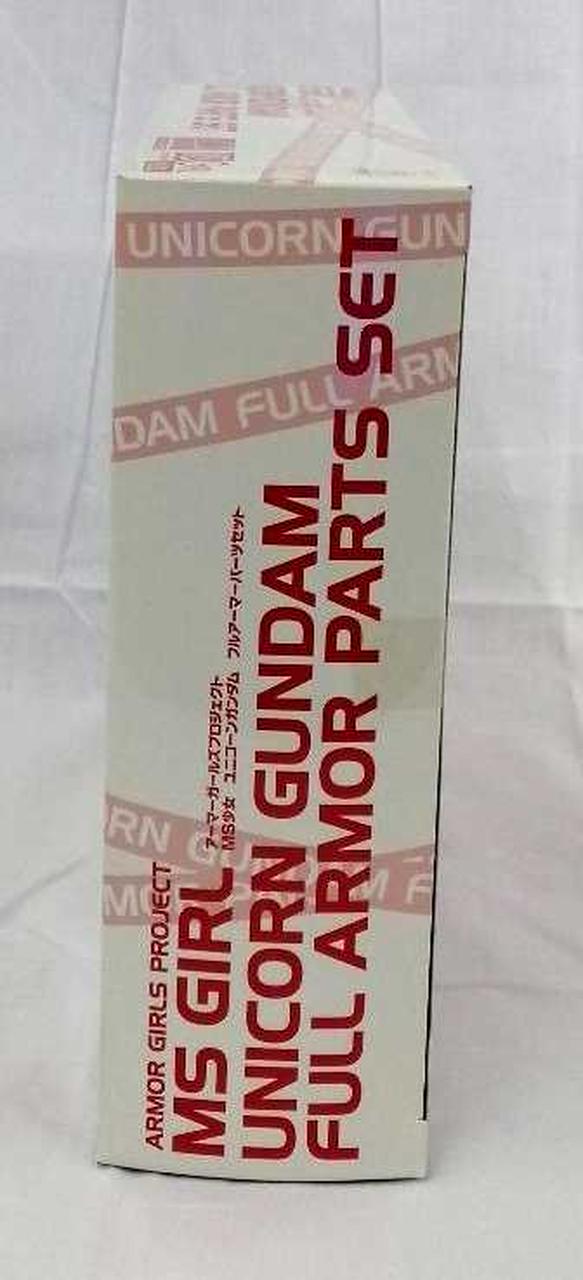 UNICORN GUN
DAM FULL ARM
ARMOR GIRLS PROJECT
MS GIRL
アーマーガールズプロジェクト
MS少女 ユニコーンガンダム フルアーマーパーツセット
UNICORN GUNDAM
FULL ARMOR PARTS SET
RN GUNDAM